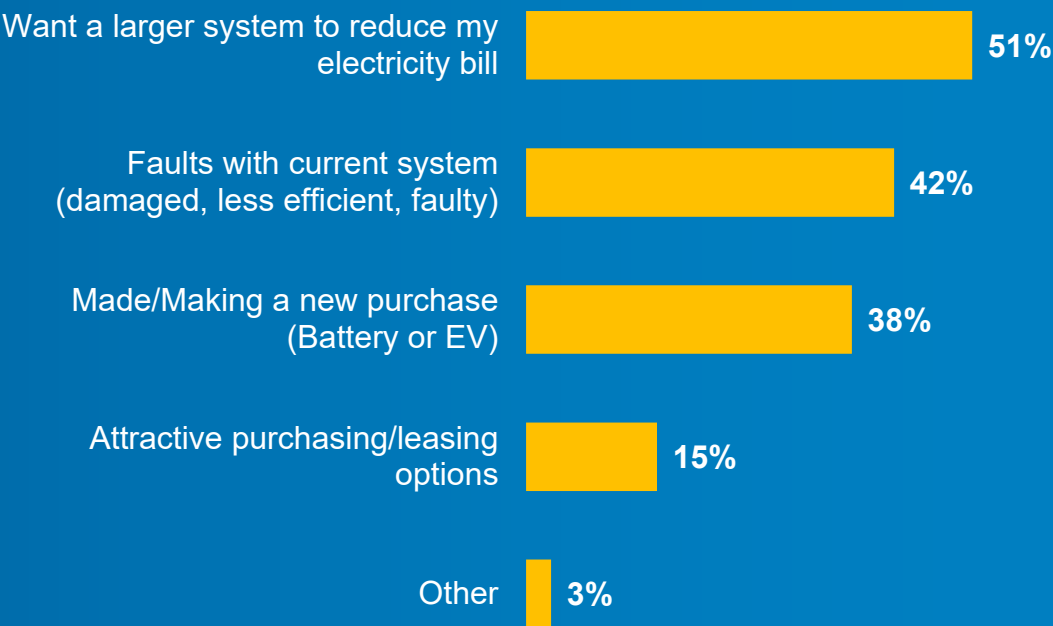 Want a larger system to reduce my
electricity bill
51%
Faults with current system
(damaged, less efficient, faulty)
42%
Made/Making a new purchase
(Battery or EV)
38%
Attractive purchasing/leasing
options
15%
Other
3%